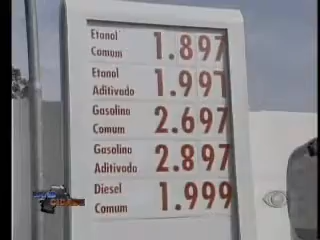 Etanol
Comum 1.897
Etanol
Aditivado 1.997
Gasolina
Comum 2.697
Gasolina
Aditivada 2.897
Diesel
Comum 1.999